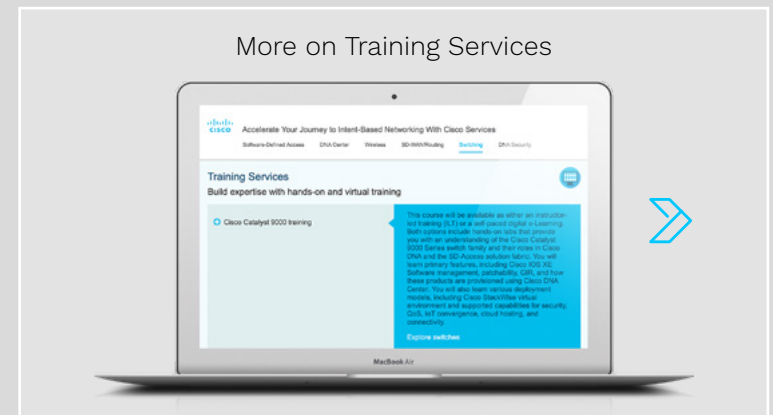 More on Training Services
CISCO
Accelerate Your Journey to Intent-Based Networking With Cisco Services
Software-Defined Access DNA Center Wireless SD-WAN/Routing Switching DNA Security
Training Services
Build expertise with hands-on and virtual training
Cisco Catalyst 9000 training
This course will be available as either an instructor-
led training (ILT) or a self-paced digital e-Learning.
Both options include hands-on labs that provide
you with an understanding of the Cisco Catalyst
9000 Series switch family and their roles in Cisco
DNA and the SD-Access solution fabric. You will
learn primary features, including Cisco IOS XE
Software management, patchability, GIR, and how
these products are provisioned using Cisco DNA
Center. You will also learn various deployment
models, including Cisco StackWise virtual
environment and supported capabilities for security,
QoS, IoT convergence, cloud hosting, and
connectivity.
Explore switches
MacBook Air